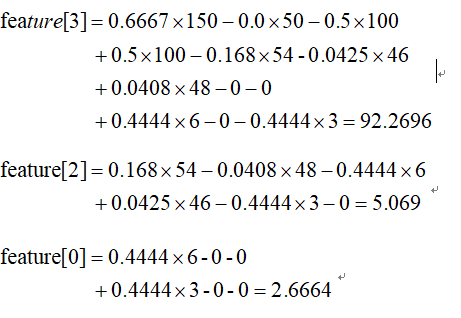 feature[3] = 0.6667×150 − 0.0×50 − 0.5×100
+ 0.5×100 − 0.168×54 - 0.0425×46
+ 0.0408×48 − 0 − 0
+ 0.4444×6 − 0 − 0.4444×3 = 92.2696
feature[2] = 0.168×54 − 0.0408×48 − 0.4444×6
+ 0.0425×46 − 0.4444×3 − 0 = 5.069
feature[0] = 0.4444×6 - 0 - 0
+ 0.4444×3 - 0 - 0 = 2.6664